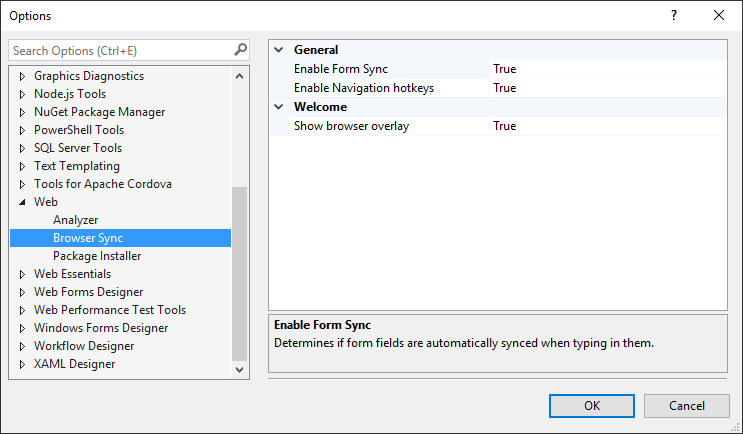 Options
?
Search Options (Ctrl+E)
Graphics Diagnostics
Node.js Tools
NuGet Package Manager
PowerShell Tools
SQL Server Tools
Text Templating
Tools for Apache Cordova
Web
Analyzer
Browser Sync
Package Installer
Web Essentials
Web Forms Designer
Web Performance Test Tools
Windows Forms Designer
Workflow Designer
XAML Designer
General
Enable Form Sync True
Enable Navigation hotkeys True
Welcome
Show browser overlay True
Enable Form Sync
Determines if form fields are automatically synced when typing in them.
OK Cancel